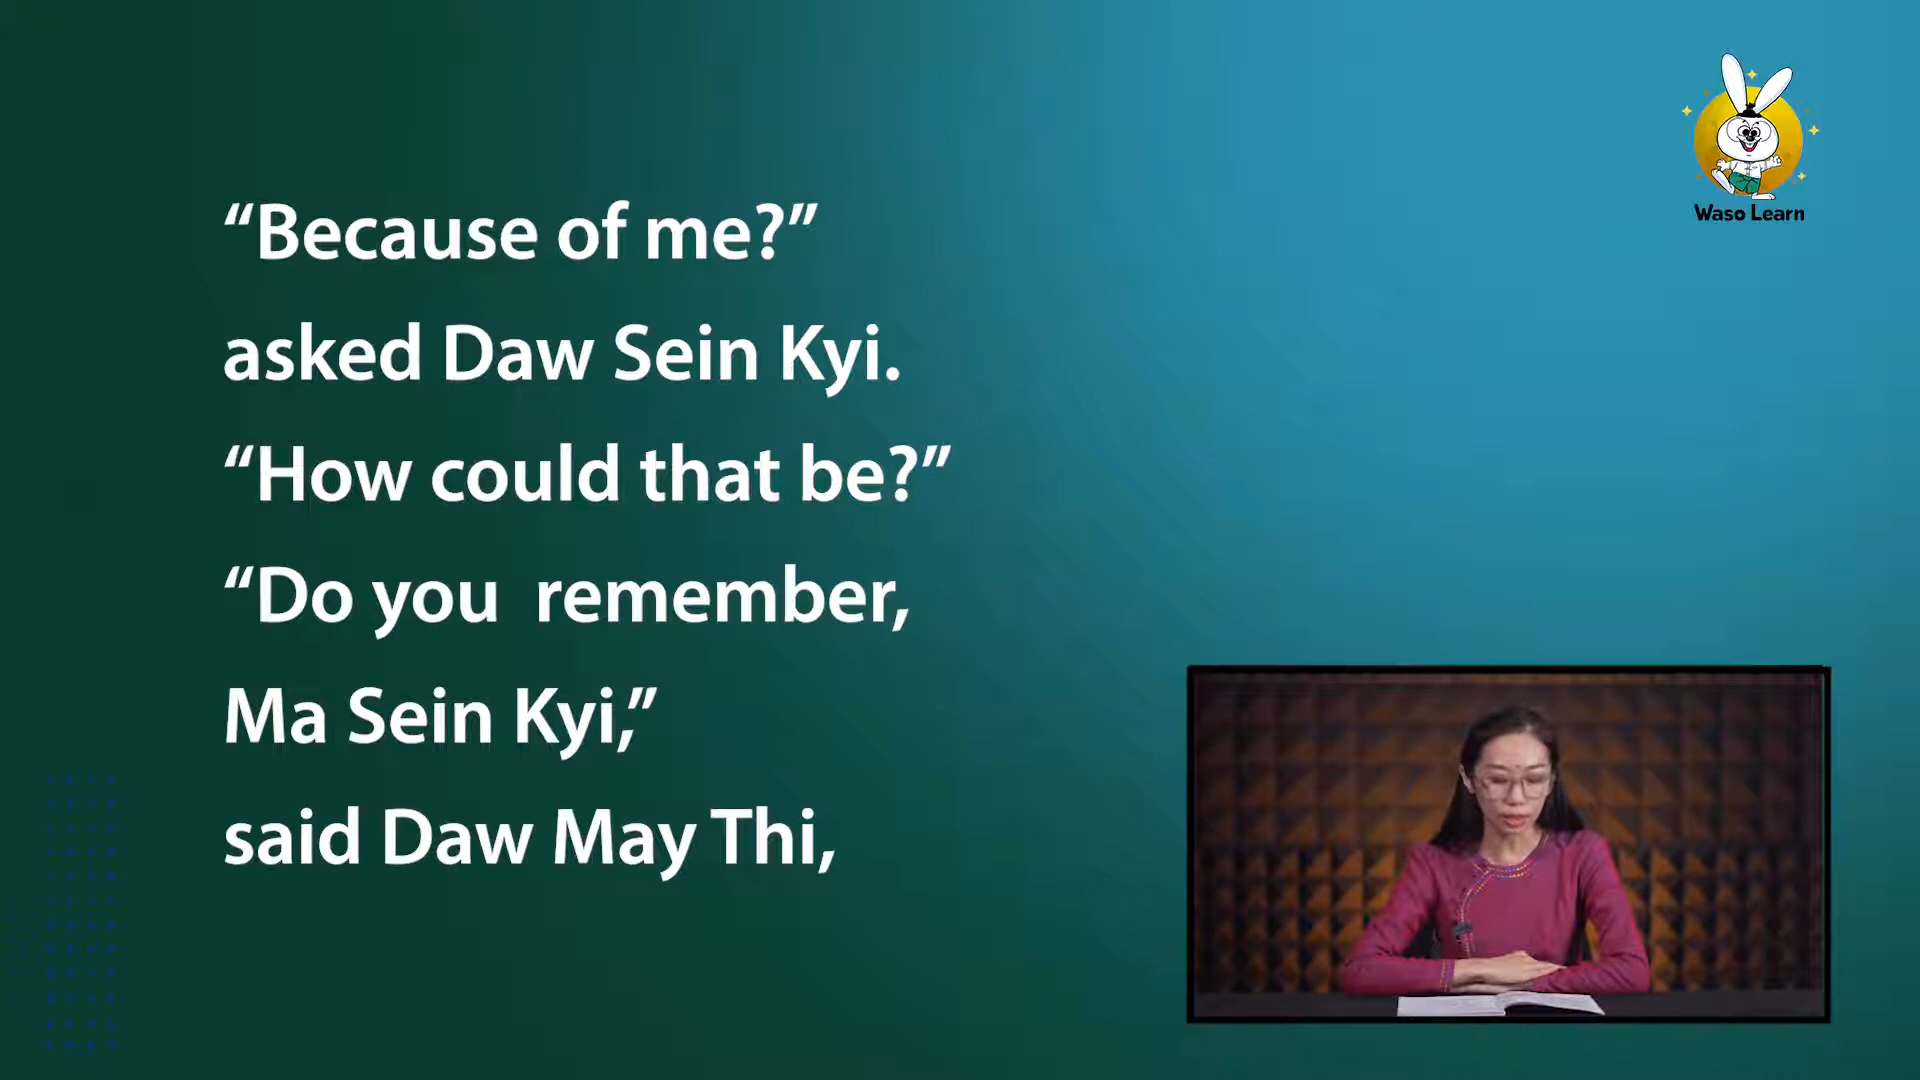 “Because of me?”
asked Daw Sein Kyi.
“How could that be?”
“Do you  remember,
Ma Sein Kyi,”
said Daw May Thi,
Waso Learn